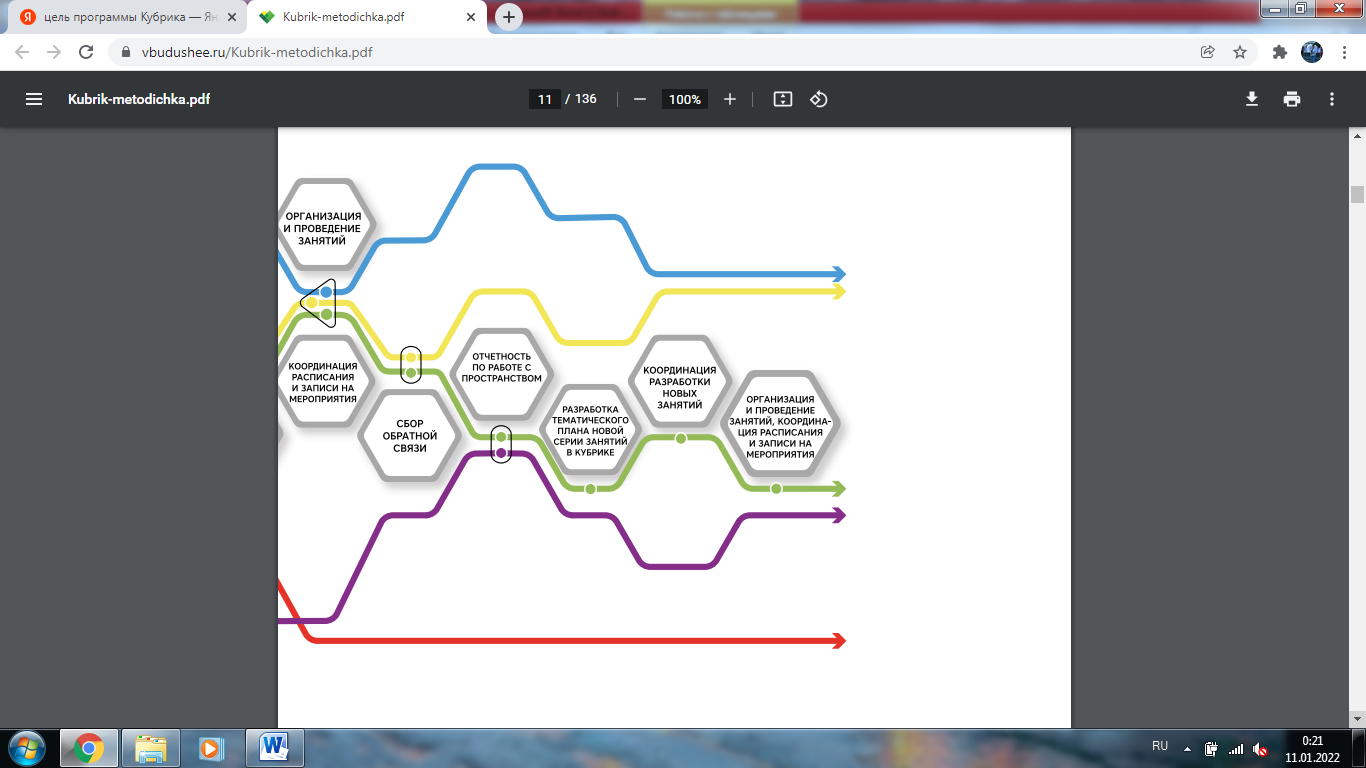 цель программы Кубрика — Ян
Kubrik-metodichka.pdf
vbudushee.ru/Kubrik-metodichka.pdf
Kubrik-metodichka.pdf
11 / 136
100%
ОРГАНИЗАЦИЯ
И ПРОВЕДЕНИЕ
ЗАНЯТИЙ
КООРДИНАЦИЯ
РАСПИСАНИЯ
И ЗАПИСИ НА
МЕРОПРИЯТИЯ
СБОР
ОБРАТНОЙ
СВЯЗИ
ОТЧЕТНОСТЬ
ПО РАБОТЕ С
ПРОСТРАНСТВОМ
РАЗРАБОТКА
ТЕМАТИЧЕСКОГО
ПЛАНА НОВОЙ
СЕРИИ ЗАНЯТИЙ
В КУБРИКЕ
КООРДИНАЦИЯ
РАЗРАБОТКИ
НОВЫХ
ЗАНЯТИЙ
ОРГАНИЗАЦИЯ
И ПРОВЕДЕНИЕ
ЗАНЯТИЙ, КООРДИНА-
ЦИЯ РАСПИСАНИЯ
И ЗАПИСИ НА
МЕРОПРИЯТИЯ
RU
0:21
11.01.2022